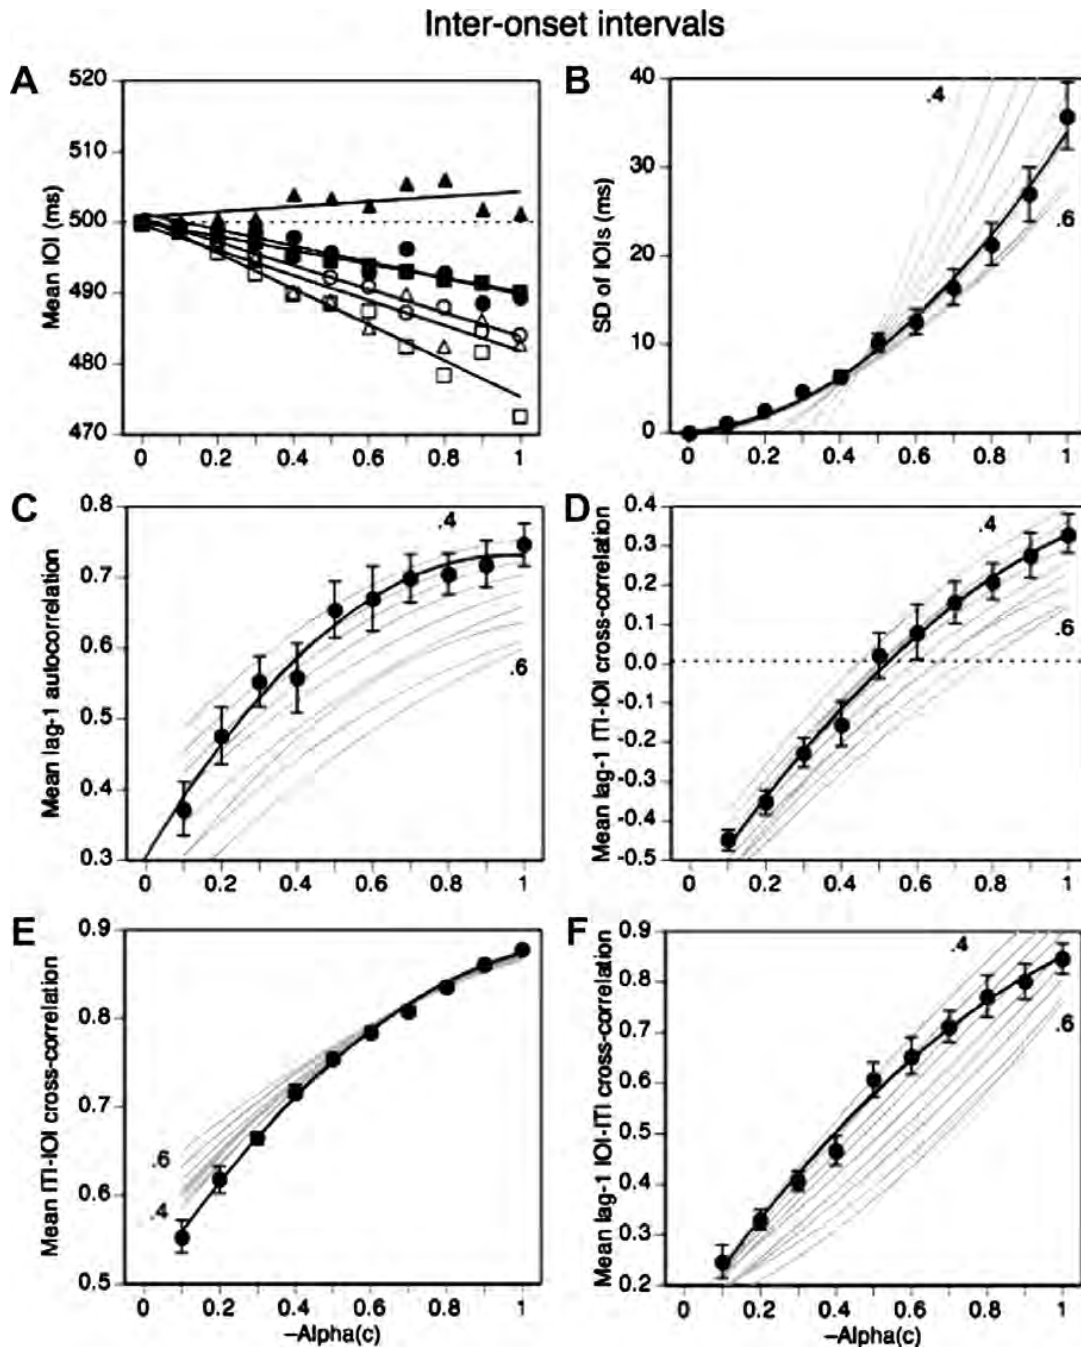 Inter-onset intervals
A
Mean IOI (ms)
520
510
500
490
480
470
0 0.2 0.4 0.6 0.8 1
B
SD of IOIs (ms)
40
30
20
10
0
.4
.6
0 0.2 0.4 0.6 0.8 1
C
Mean lag-1 autocorrelation
0.8
0.7
0.6
0.5
0.4
0.3
.4
.6
0 0.2 0.4 0.6 0.8 1
D
Mean lag-1 ITI-IOI cross-correlation
0.4
0.3
0.2
0.1
0.0
-0.1
-0.2
-0.3
-0.4
-0.5
.4
.6
0 0.2 0.4 0.6 0.8 1
E
Mean ITI-IOI cross-correlation
0.9
0.8
0.7
0.6
0.5
.6
.4
0 0.2 0.4 0.6 0.8 1
–Alpha(c)
F
Mean lag-1 IOI-ITI cross-correlation
0.9
0.8
0.7
0.6
0.5
0.4
0.3
0.2
.4
.6
0 0.2 0.4 0.6 0.8 1
–Alpha(c)